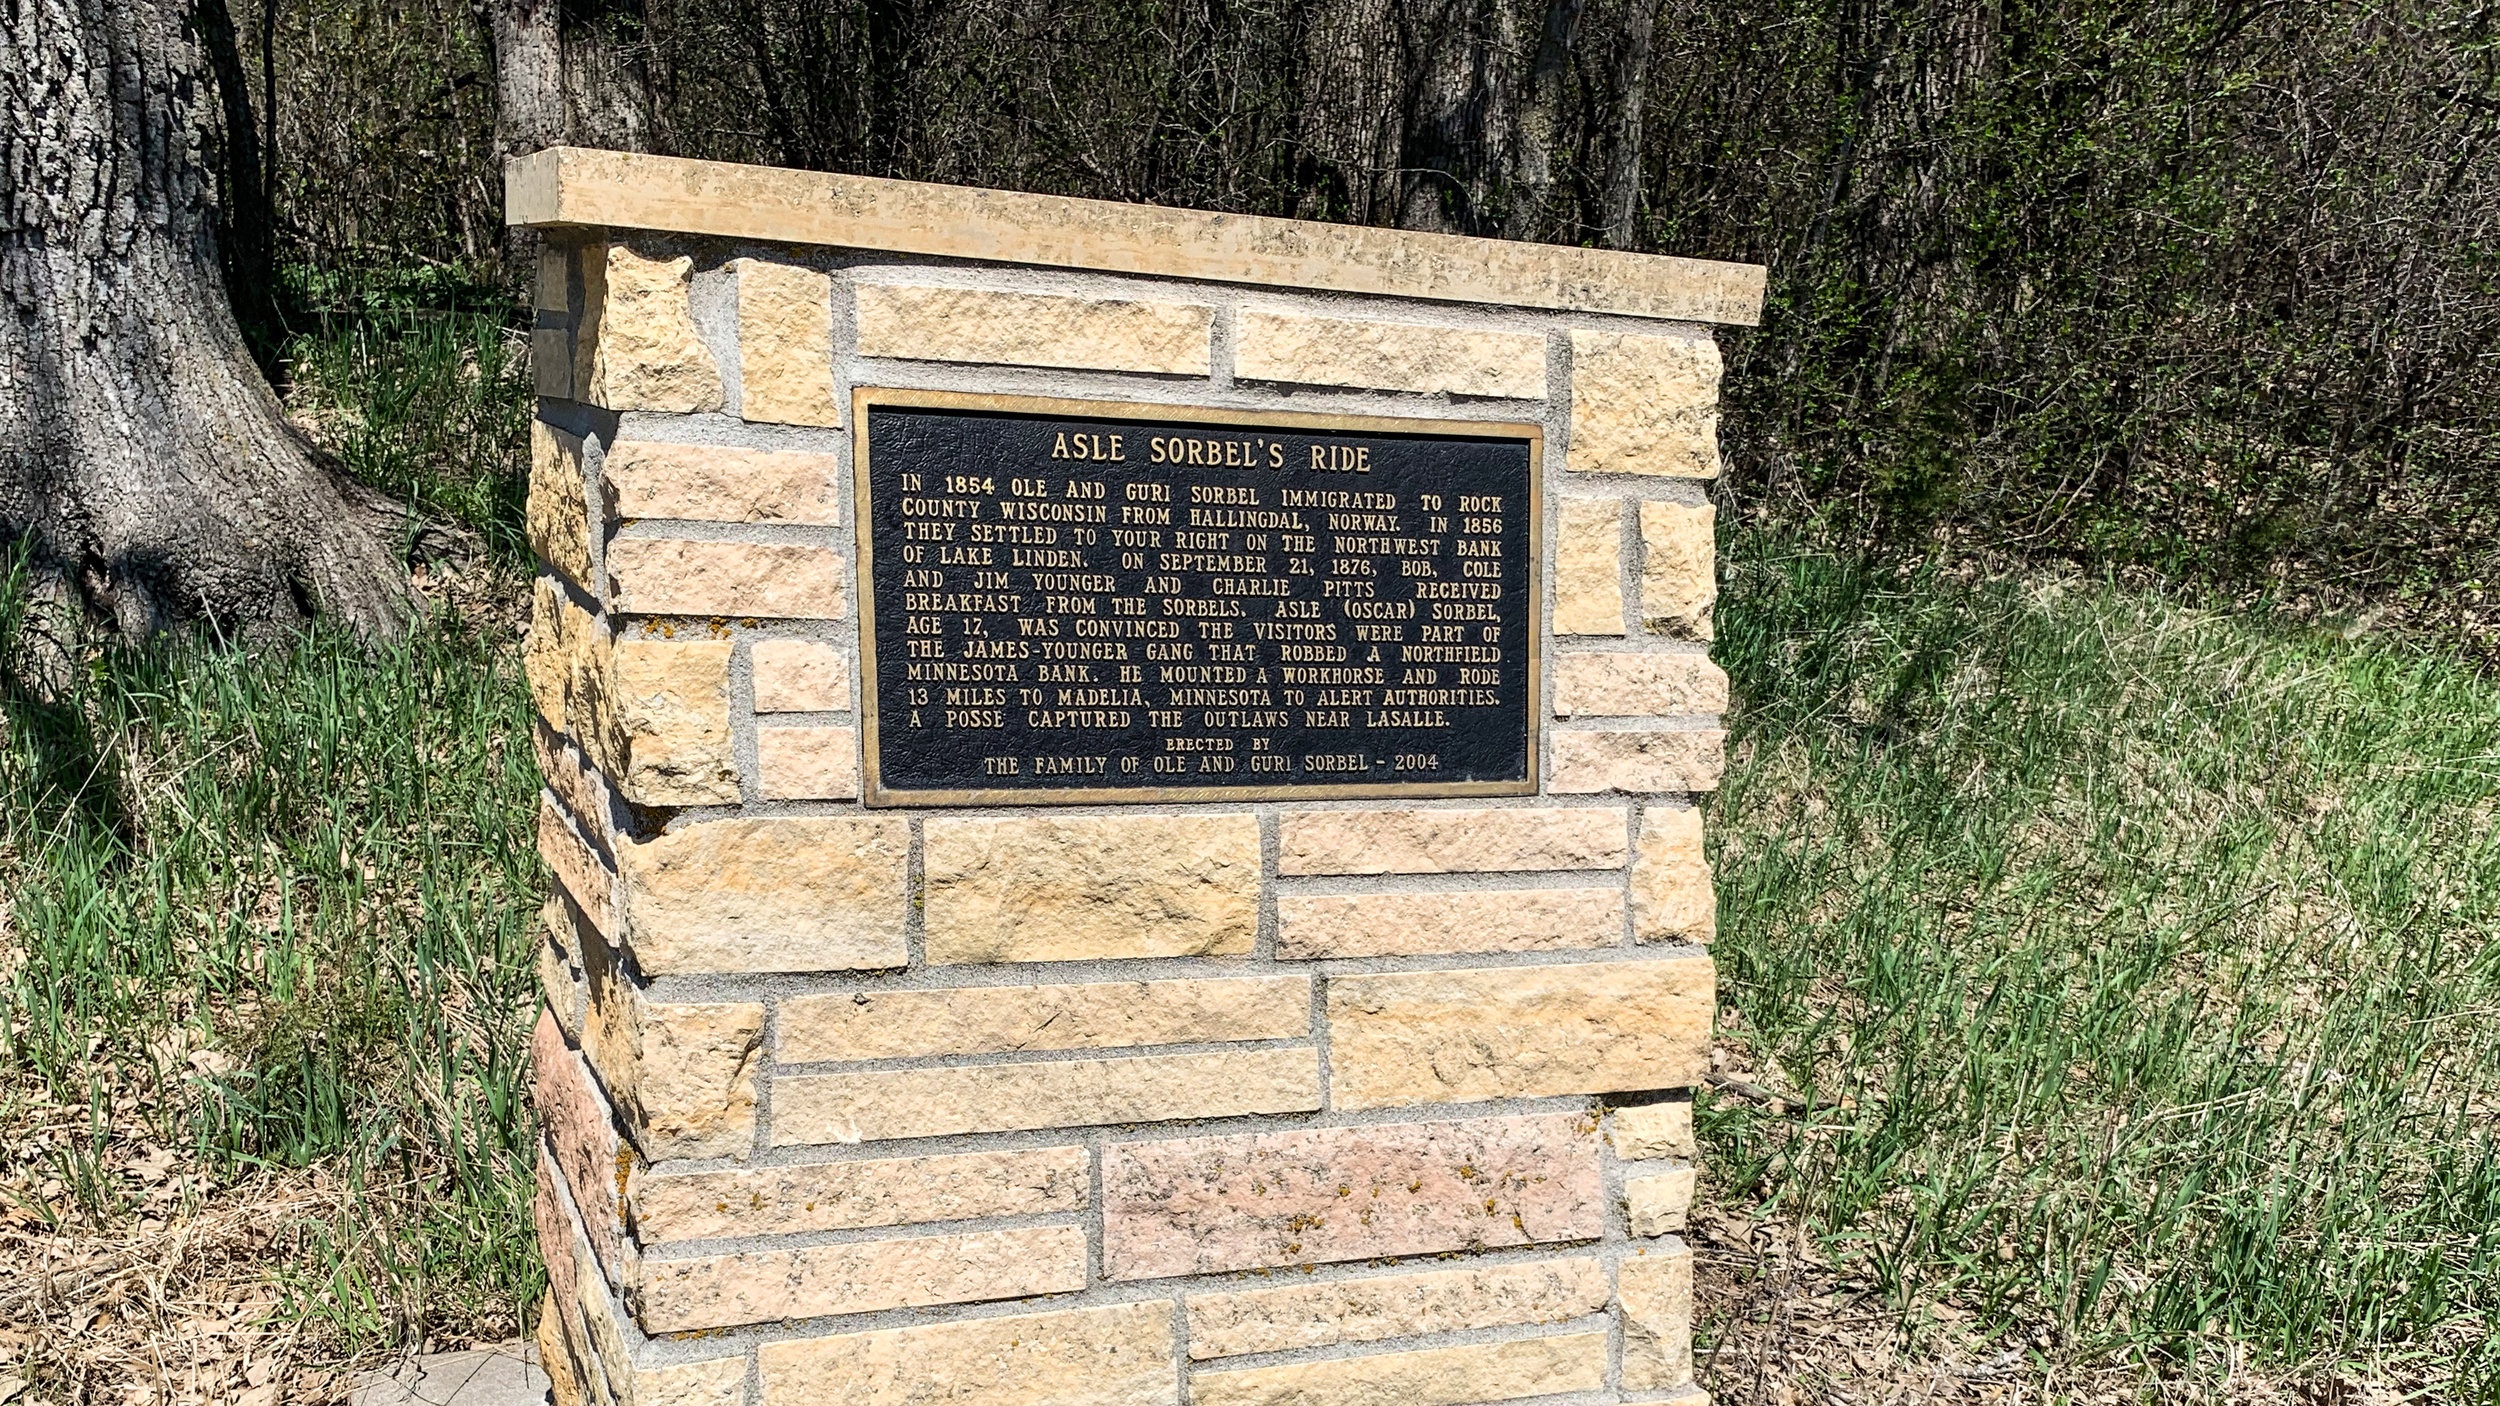 ASLE SORBEL'S RIDE
IN 1854 OLE AND GURI SORBEL IMMIGRATED TO ROCK
COUNTY WISCONSIN FROM HALLINGDAL, NORWAY. IN 1856
THEY SETTLED TO YOUR RIGHT ON THE NORTHWEST BANK
OF LAKE LINDEN. ON SEPTEMBER 21, 1876, BOB, COLE
AND JIM YOUNGER AND CHARLIE PITTS RECEIVED
BREAKFAST FROM THE SORBELS. ASLE (OSCAR) SORBEL,
AGE 17, WAS CONVINCED THE VISITORS WERE PART OF
THE JAMES-YOUNGER GANG THAT ROBBED A NORTHFIELD
MINNESOTA BANK. HE MOUNTED A WORKHORSE AND RODE
13 MILES TO MADELIA, MINNESOTA TO ALERT AUTHORITIES.
A POSSE CAPTURED THE OUTLAWS NEAR LASALLE.
ERECTED BY
THE FAMILY OF OLE AND GURI SORBEL - 2004